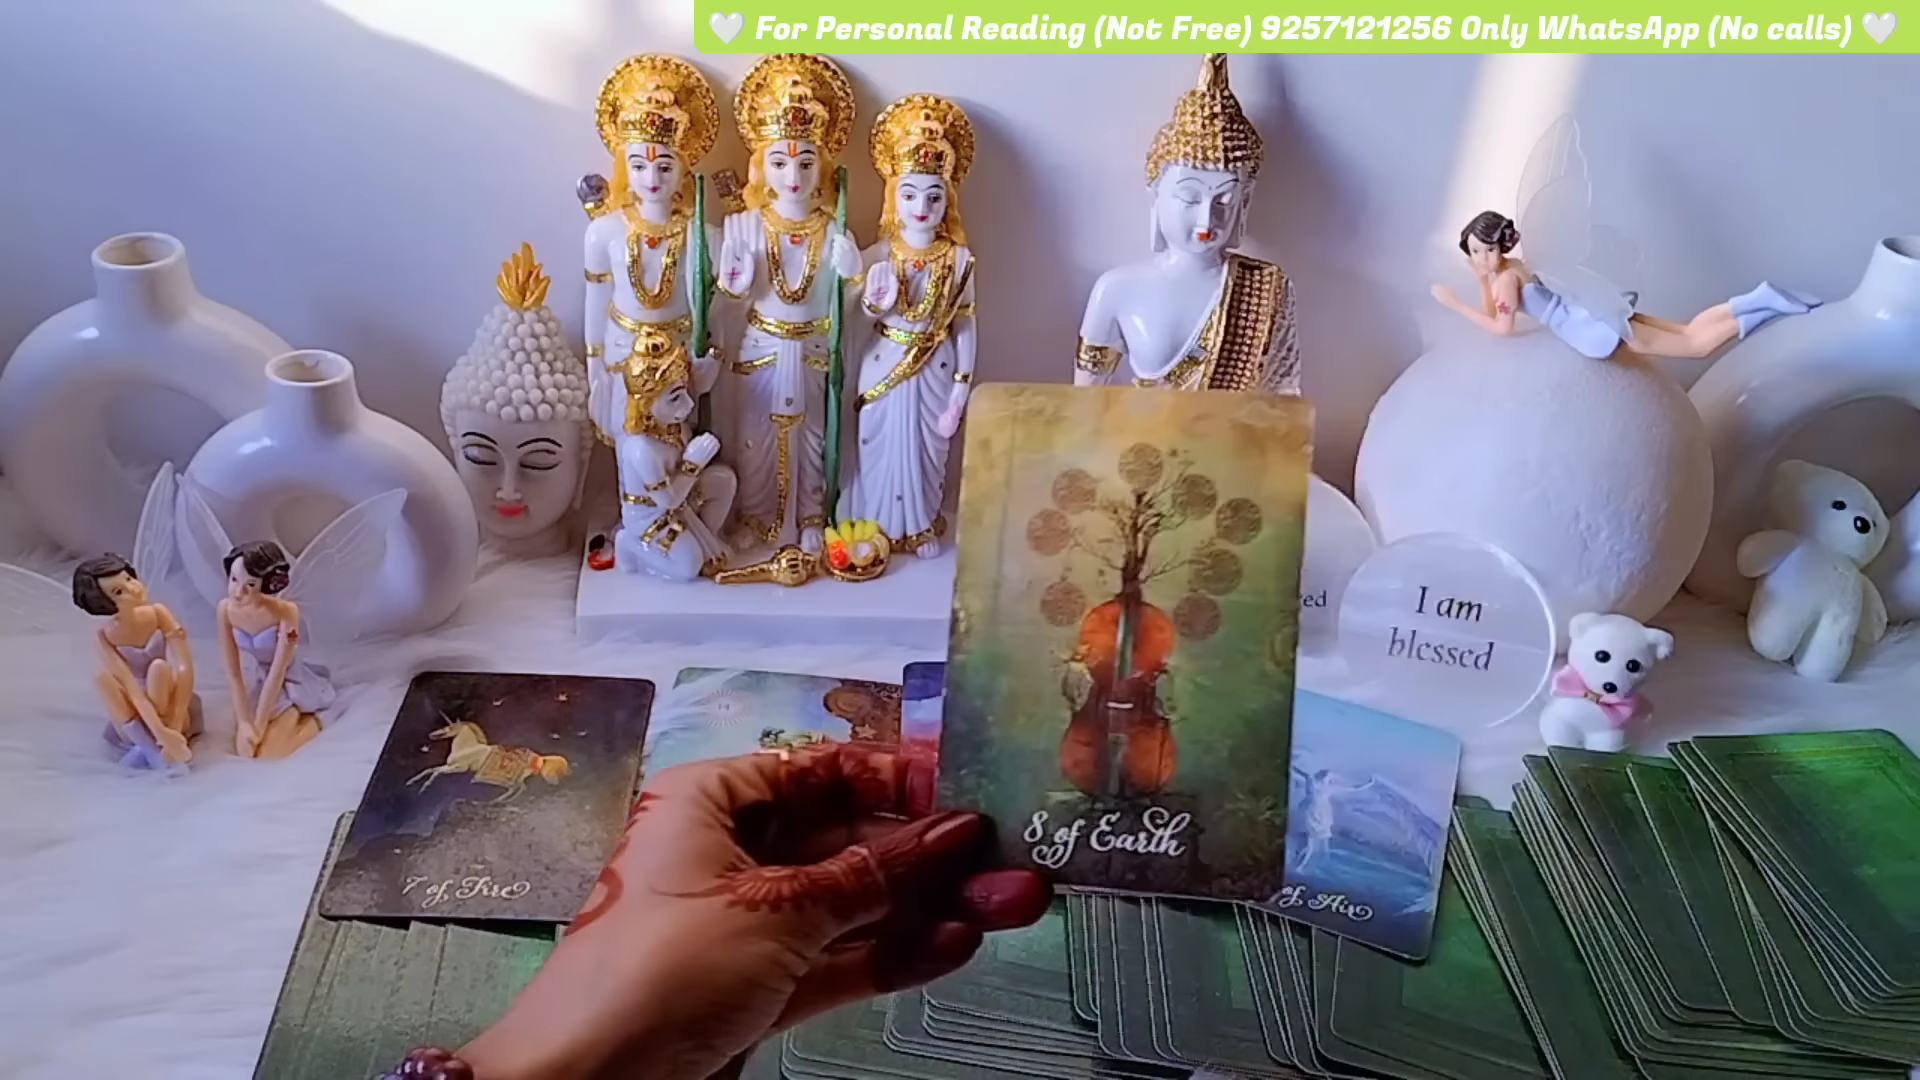 🤍 For Personal Reading (Not Free) 9257121256 Only WhatsApp (No calls) 🤍
14
I am
blessed
8 of Earth
7 of Fire
of Air